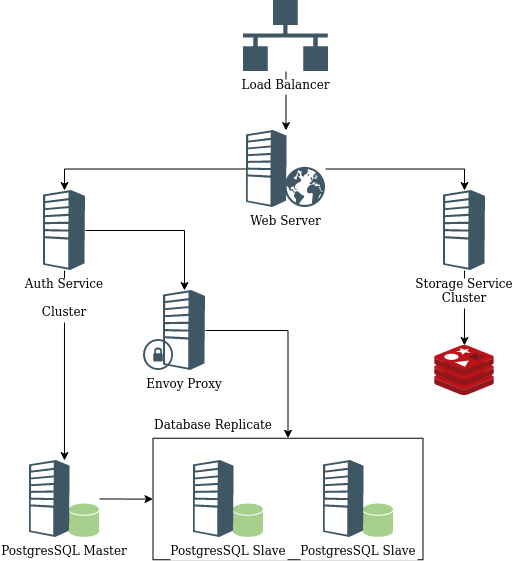 Load Balancer
Web Server
Auth Service
Cluster
Storage Service
Cluster
Envoy Proxy
Database Replicate
PostgresSQL Master
PostgresSQL Slave
PostgresSQL Slave